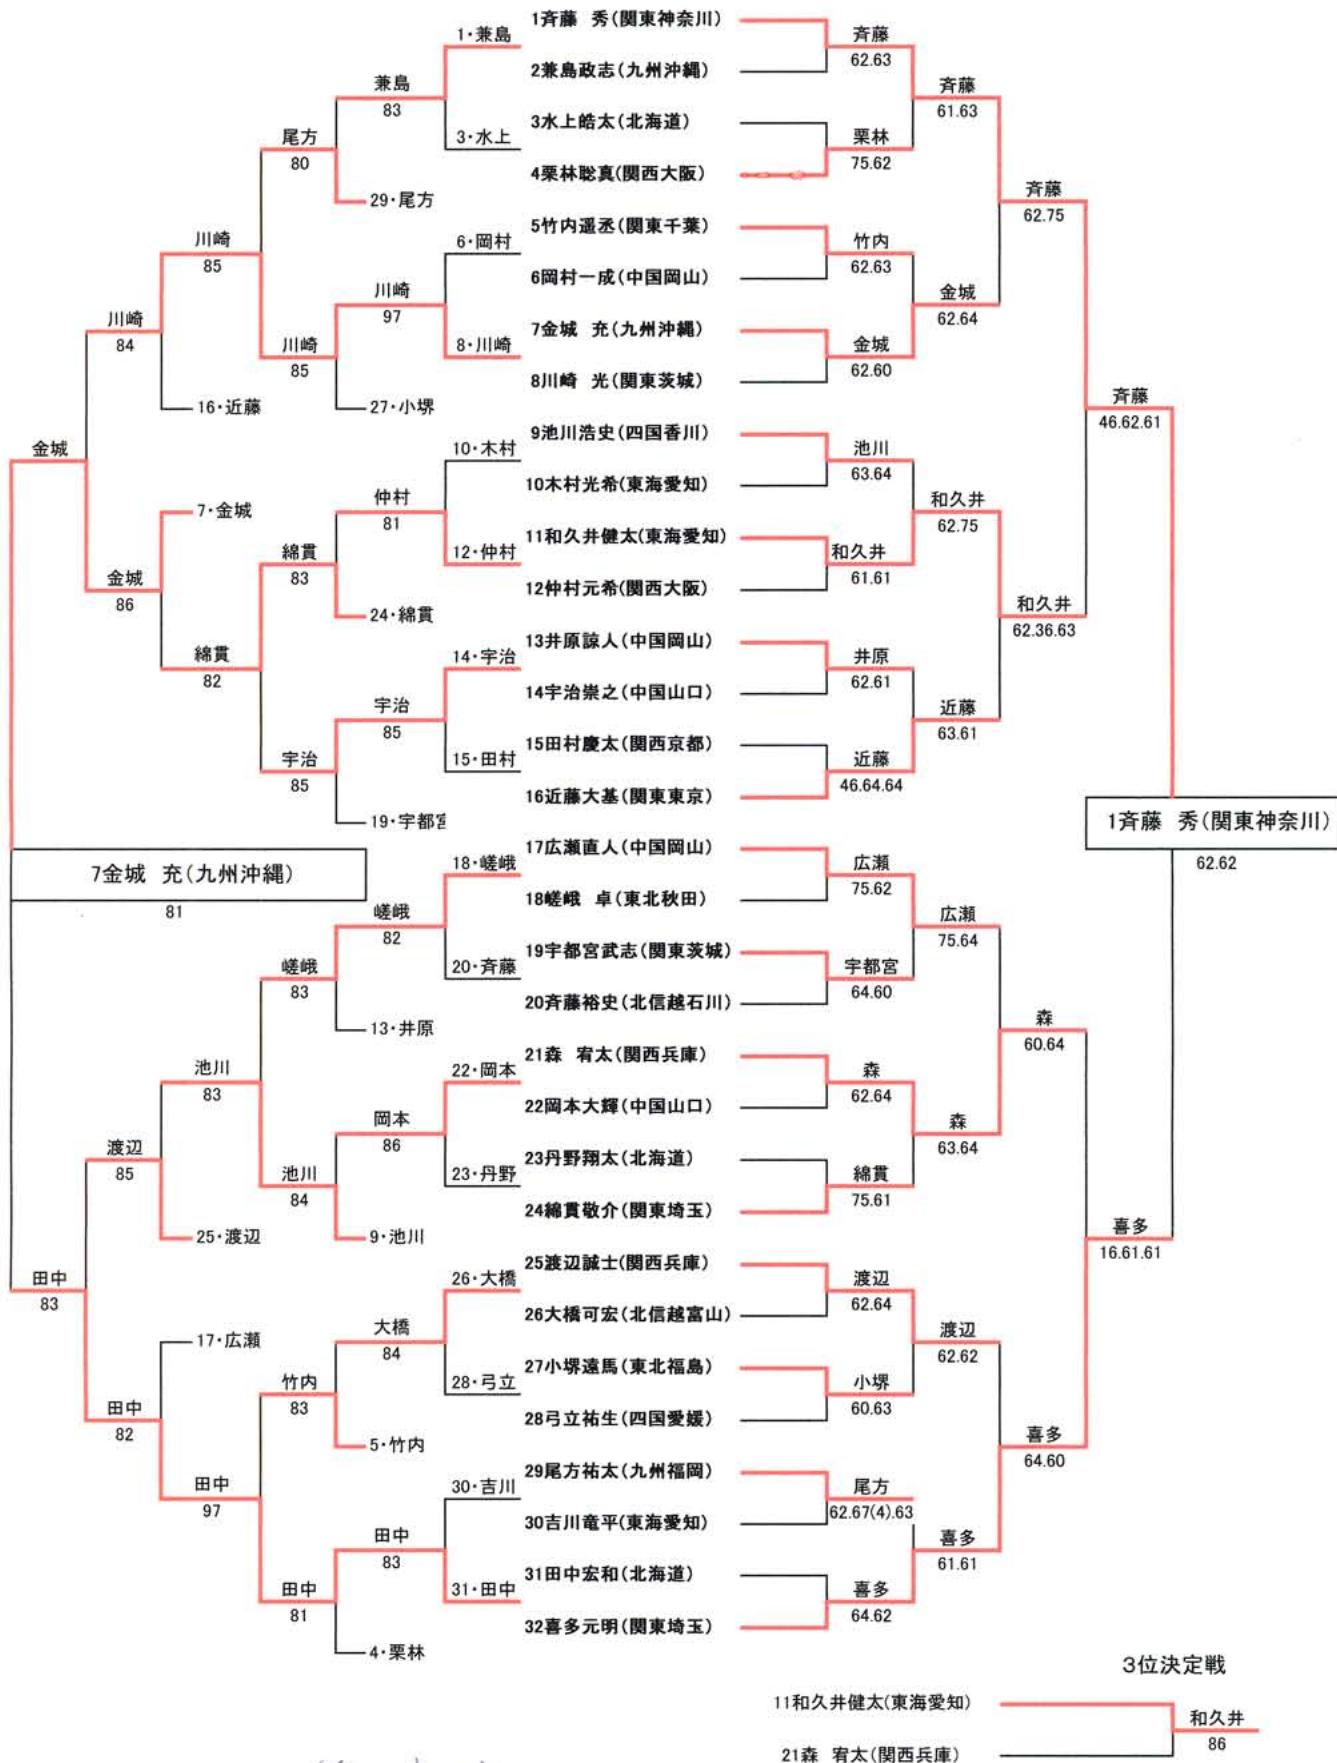 1斉藤 秀(関東神奈川)
1・兼島
斉藤
62.63
2兼島政志(九州沖縄)
兼島
83
斉藤
61.63
3水上皓太(北海道)
尾方
80
3・水上
栗林
75.62
4栗林聡真(関西大阪)
斉藤
62.75
29・尾方
5竹内遥丞(関東千葉)
川崎
85
6・岡村
竹内
62.63
6岡村一成(中国岡山)
川崎
97
金城
62.64
川崎
84
7金城 充(九州沖縄)
川崎
85
8・川崎
金城
62.60
8川崎 光(関東茨城)
16・近藤
27・小堺
斉藤
46.62.61
9池川浩史(四国香川)
金城
10・木村
池川
63.64
10木村光希(東海愛知)
7・金城
仲村
81
和久井
62.75
11和久井健太(東海愛知)
綿貫
83
12・仲村
和久井
61.61
金城
86
12仲村元希(関西大阪)
24・綿貫
和久井
62.36.63
13井原諒人(中国岡山)
綿貫
82
14・宇治
井原
62.61
14宇治崇之(中国山口)
宇治
85
近藤
63.61
15田村慶太(関西京都)
宇治
85
15・田村
近藤
46.64.64
16近藤大基(関東東京)
19・宇都宮
1斉藤 秀(関東神奈川)
62.62
17広瀬直人(中国岡山)
7金城 充(九州沖縄)
81
18・嵯峨
広瀬
75.62
18嵯峨 卓(東北秋田)
嵯峨
82
広瀬
75.64
19宇都宮武志(関東茨城)
嵯峨
83
20・斉藤
宇都宮
64.60
20斉藤裕史(北信越石川)
13・井原
森
60.64
21森 宥太(関西兵庫)
池川
83
22・岡本
森
62.64
22岡本大輝(中国山口)
岡本
86
森
63.64
23丹野翔太(北海道)
渡辺
85
池川
84
23・丹野
綿貫
75.61
24綿貫敬介(関東埼玉)
25・渡辺
9・池川
喜多
16.61.61
25渡辺誠士(関西兵庫)
田中
83
26・大橋
渡辺
62.64
26大橋可宏(北信越富山)
17・広瀬
大橋
84
渡辺
62.62
27小堺遠馬(東北福島)
竹内
83
28・弓立
小堺
60.63
田中
82
28弓立祐生(四国愛媛)
5・竹内
喜多
64.60
29尾方祐太(九州福岡)
田中
97
30・吉川
尾方
62.67(4).63
30吉川竜平(東海愛知)
田中
83
喜多
61.61
31田中宏和(北海道)
田中
81
31・田中
喜多
64.62
32喜多元明(関東埼玉)
4・栗林
3位決定戦
11和久井健太(東海愛知)
和久井
86
21森 宥太(関西兵庫)